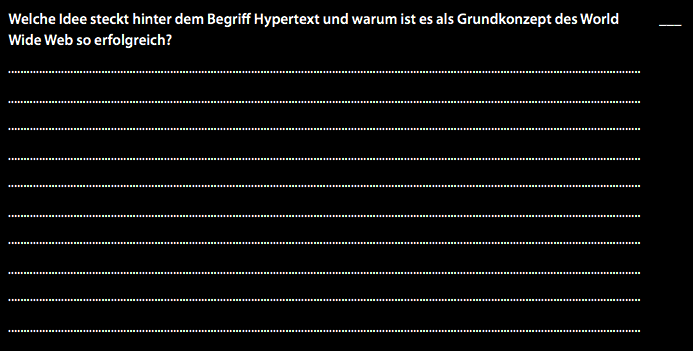 Welche Idee steckt hinter dem Begriff Hypertext und warum ist es als Grundkonzept des World
Wide Web so erfolgreich?